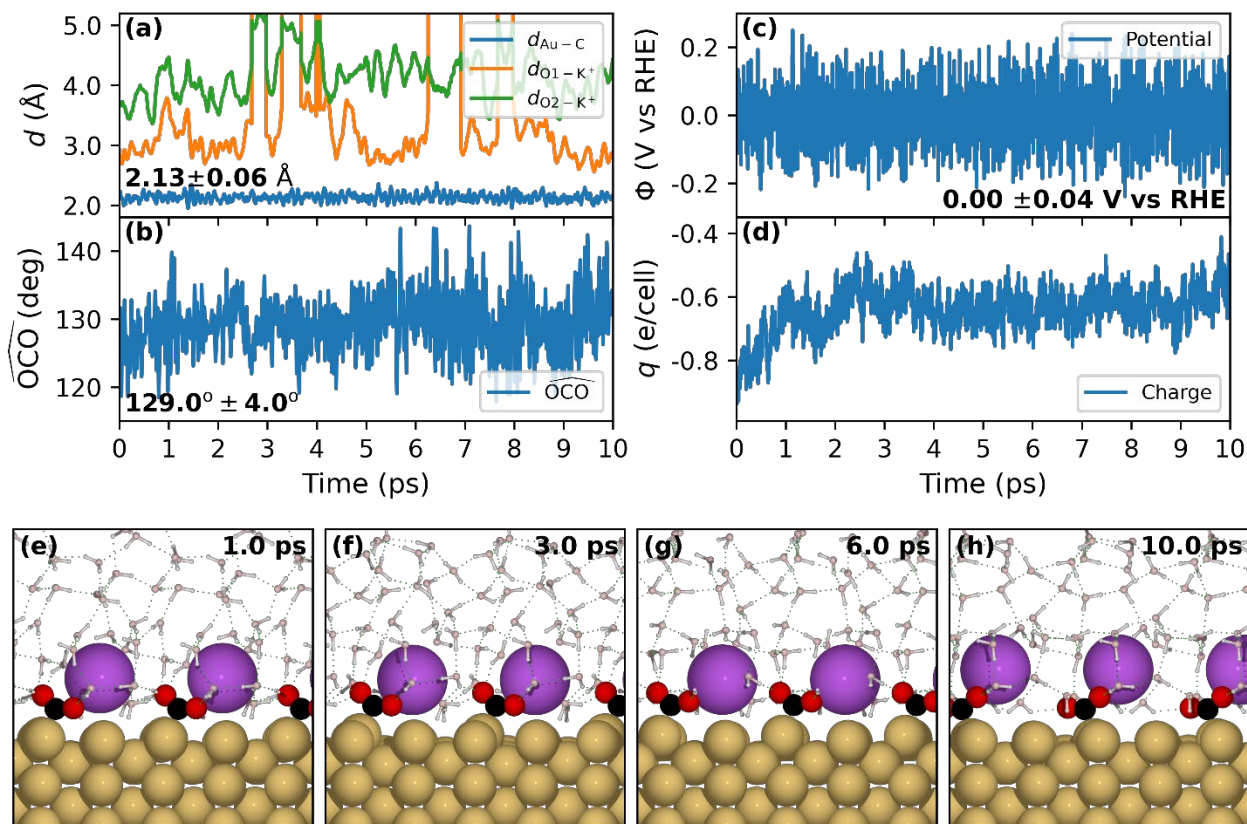 (a)
5.0
4.0
3.0
2.0
d (Å)
d_Au−C
d_O1−K⁺
d_O2−K⁺
2.13±0.06 Å
(b)
140
130
120
OCO (deg)
129.0° ± 4.0°
OCO
0 1 2 3 4 5 6 7 8 9 10
Time (ps)
(c)
0.2
0.0
-0.2
Φ (V vs RHE)
Potential
0.00 ±0.04 V vs RHE
(d)
-0.4
-0.6
-0.8
q (e/cell)
Charge
0 1 2 3 4 5 6 7 8 9 10
Time (ps)
(e) 1.0 ps
(f) 3.0 ps
(g) 6.0 ps
(h) 10.0 ps